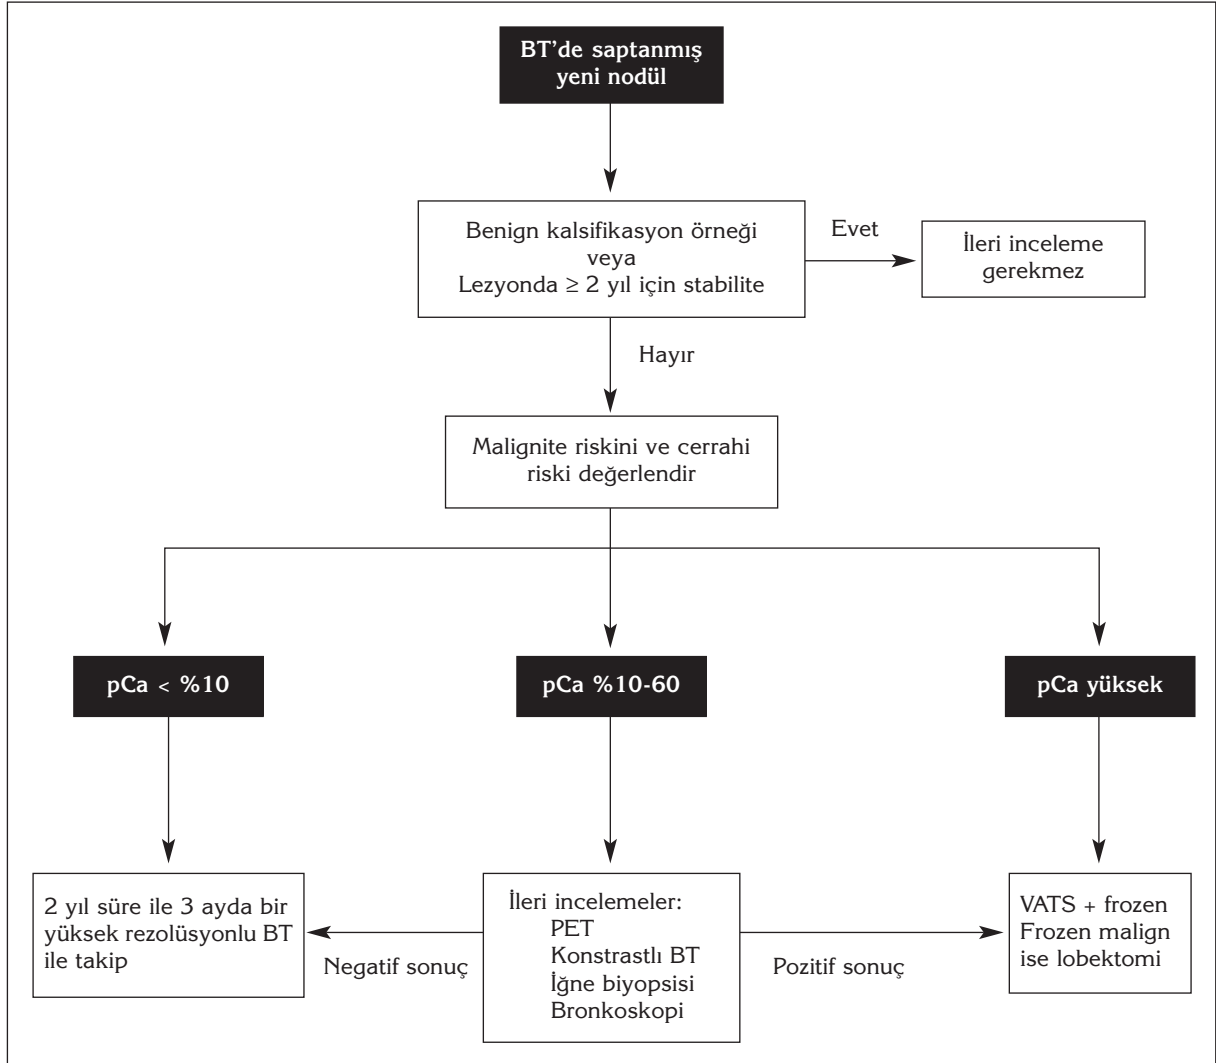 BT’de saptanmış
yeni nodül
Benign kalsifikasyon örneği
veya
Lezyonda ≥ 2 yıl için stabilite
Evet
İleri inceleme
gerekmez
Hayır
Malignite riskini ve cerrahi
riski değerlendir
pCa < %10
pCa %10-60
pCa yüksek
2 yıl süre ile 3 ayda bir
yüksek rezolüsyonlu BT
ile takip
Negatif sonuç
İleri incelemeler:
PET
Konstrastlı BT
İğne biyopsisi
Bronkoskopi
Pozitif sonuç
VATS + frozen
Frozen malign
ise lobektomi